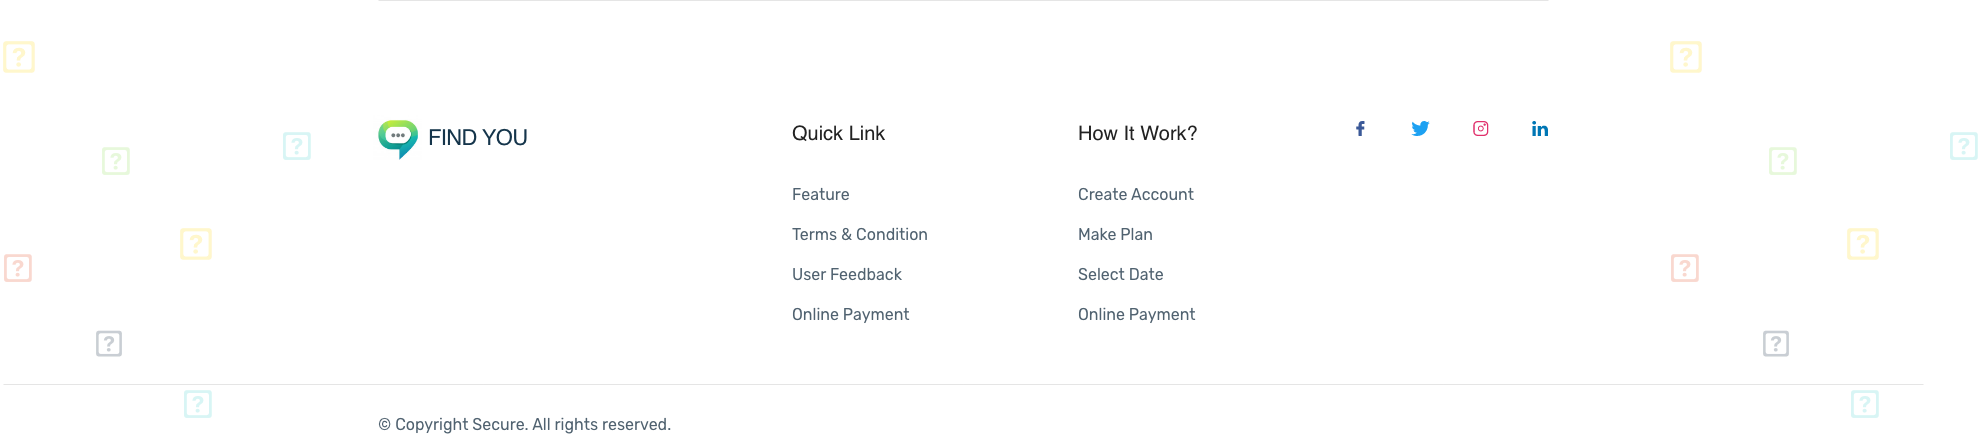 FIND YOU
Quick Link
Feature
Terms & Condition
User Feedback
Online Payment
How It Work?
Create Account
Make Plan
Select Date
Online Payment
© Copyright Secure. All rights reserved.